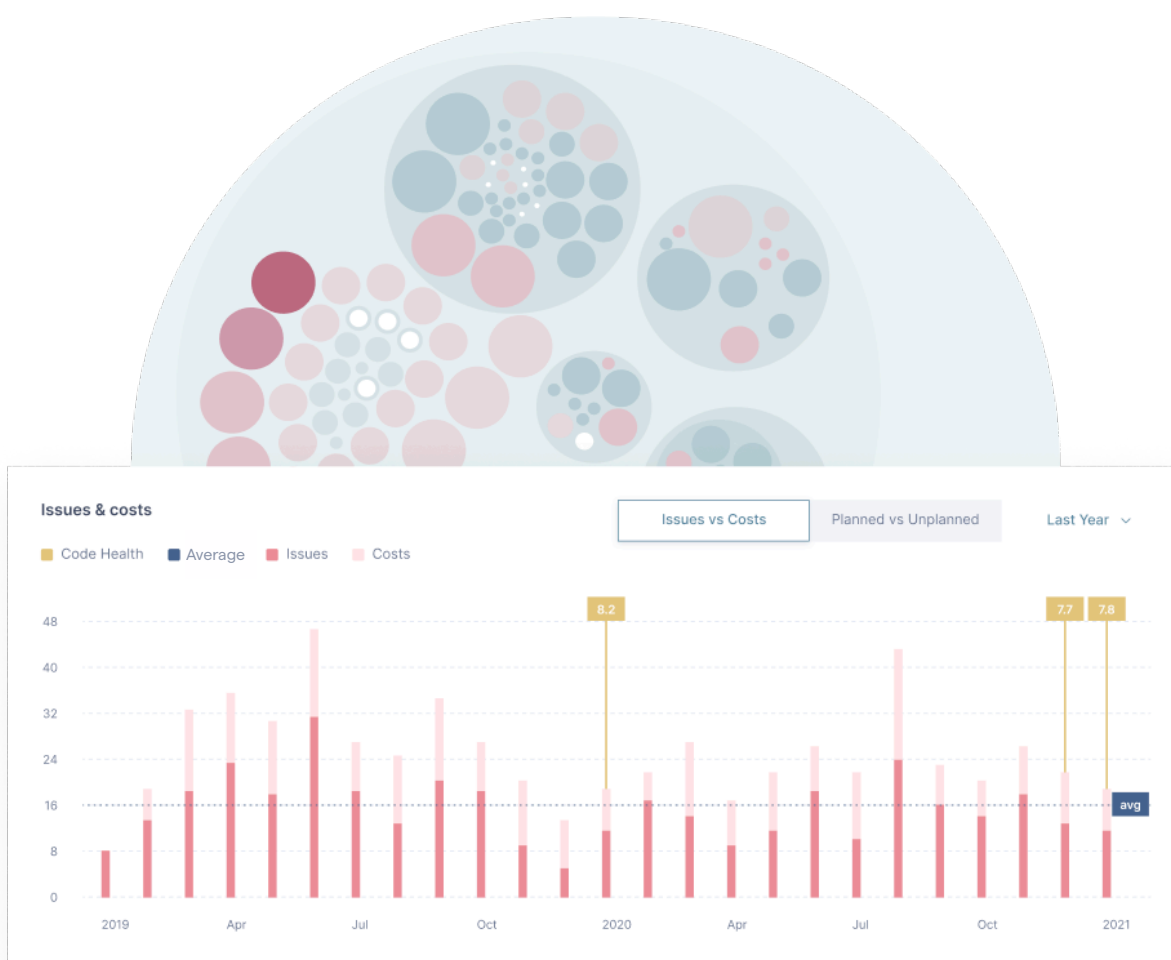 Issues & costs
Issues vs Costs
Planned vs Unplanned
Last Year
Code Health
Average
Issues
Costs
8.2
7.7
7.8
48
40
32
24
16
avg
8
0
2019
Apr
Jul
Oct
2020
Apr
Jul
Oct
2021